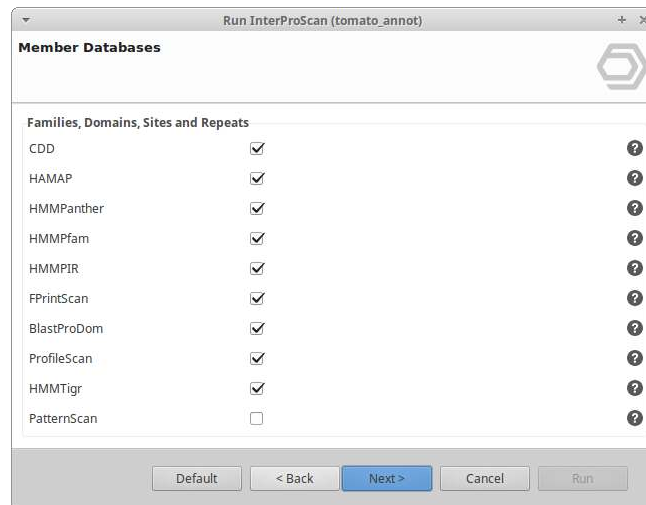 Run InterProScan (tomato_annot)
Member Databases
Families, Domains, Sites and Repeats
CDD
HAMAP
HMMPanther
HMMPfam
HMMPIR
FPrintScan
BlastProDom
ProfileScan
HMMTigr
PatternScan
Default < Back Next > Cancel Run